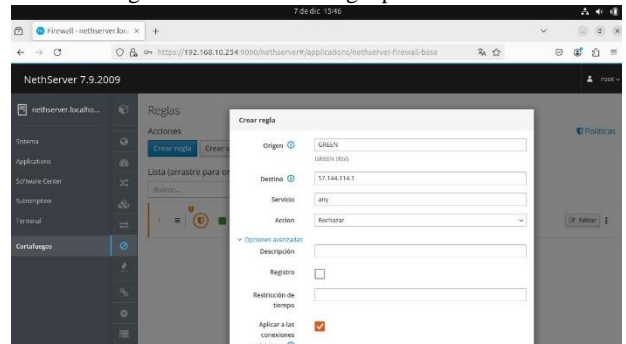 7 de dic 15:46
Firewall - nethserver.loc
https://192.168.10.254:9090/nethserver#/applications/nethserver-firewall-base
NethServer 7.9.2009
root
nethserver.localho...
Sistema
Applications
Software Center
Subscription
Terminal
Cortafuegos
Reglas
Acciones
Crear regla
Crear s
Lista (arrastre para or
Buscar...
Políticas
Editar
Crear regla
Origen
GREEN
GREEN (Rol)
Destino
57.144.114.1
Servicio
any
Accion
Rechazar
Opciones avanzadas
Descripción
Registro
Restricción de
tiempo
Aplicar a las
conexiones